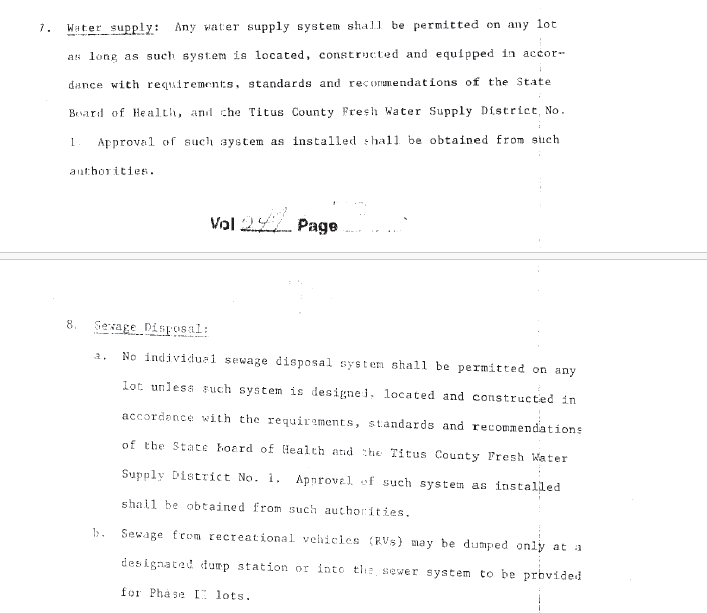 7. Water supply: Any water supply system shall be permitted on any lot
as long as such system is located, constructed and equipped in accor-
dance with requirements, standards and recommendations of the State
Board of Health, and the Titus County Fresh Water Supply District, No.
1. Approval of such system as installed shall be obtained from such
authorities.
Vol Page
8. Sewage Disposal:
a. No individual sewage disposal system shall be permitted on any
lot unless such system is designed, located and constructed in
accordance with the requirements, standards and recommendations
of the State Board of Health and the Titus County Fresh Water
Supply District No. 1. Approval of such system as installed
shall be obtained from such authorities.
b. Sewage from recreational vehicles (RVs) may be dumped only at a
designated dump station or into the sewer system to be provided
for Phase II lots.